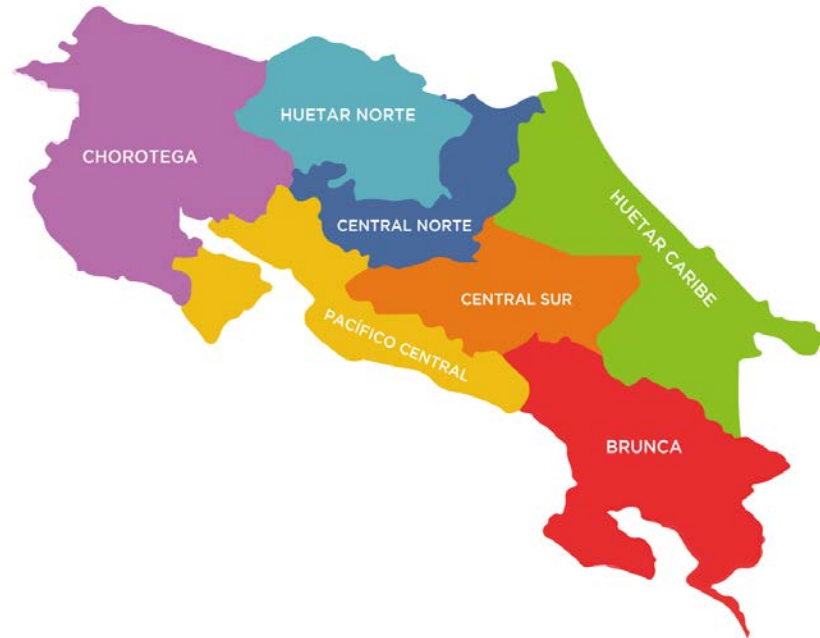 HUETAR NORTE
CHOROTEGA
CENTRAL NORTE
HUETAR CARIBE
CENTRAL SUR
PACÍFICO CENTRAL
BRUNCA